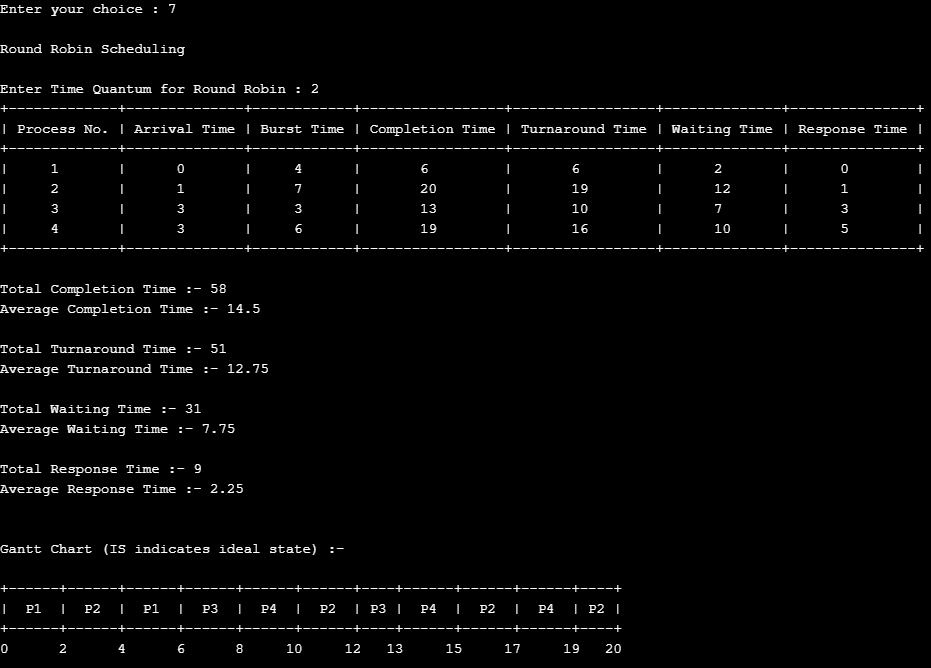 Enter your choice : 7
Round Robin Scheduling
Enter Time Quantum for Round Robin : 2
+-------------+--------------+------------+-----------------+-----------------+--------------+---------------+
| Process No. | Arrival Time | Burst Time | Completion Time | Turnaround Time | Waiting Time | Response Time |
+-------------+--------------+------------+-----------------+-----------------+--------------+---------------+
| 1 | 0 | 4 | 6 | 6 | 2 | 0 |
| 2 | 1 | 7 | 20 | 19 | 12 | 1 |
| 3 | 3 | 3 | 13 | 10 | 7 | 3 |
| 4 | 3 | 6 | 19 | 16 | 10 | 5 |
+-------------+--------------+------------+-----------------+-----------------+--------------+---------------+
Total Completion Time :- 58
Average Completion Time :- 14.5
Total Turnaround Time :- 51
Average Turnaround Time :- 12.75
Total Waiting Time :- 31
Average Waiting Time :- 7.75
Total Response Time :- 9
Average Response Time :- 2.25
Gantt Chart (IS indicates ideal state) :-
+------+------+------+------+------+------+----+------+------+------+----+
| P1 | P2 | P1 | P3 | P4 | P2 | P3 | P4 | P2 | P4 | P2 |
+------+------+------+------+------+------+----+------+------+------+----+
0 2 4 6 8 10 12 13 15 17 19 20